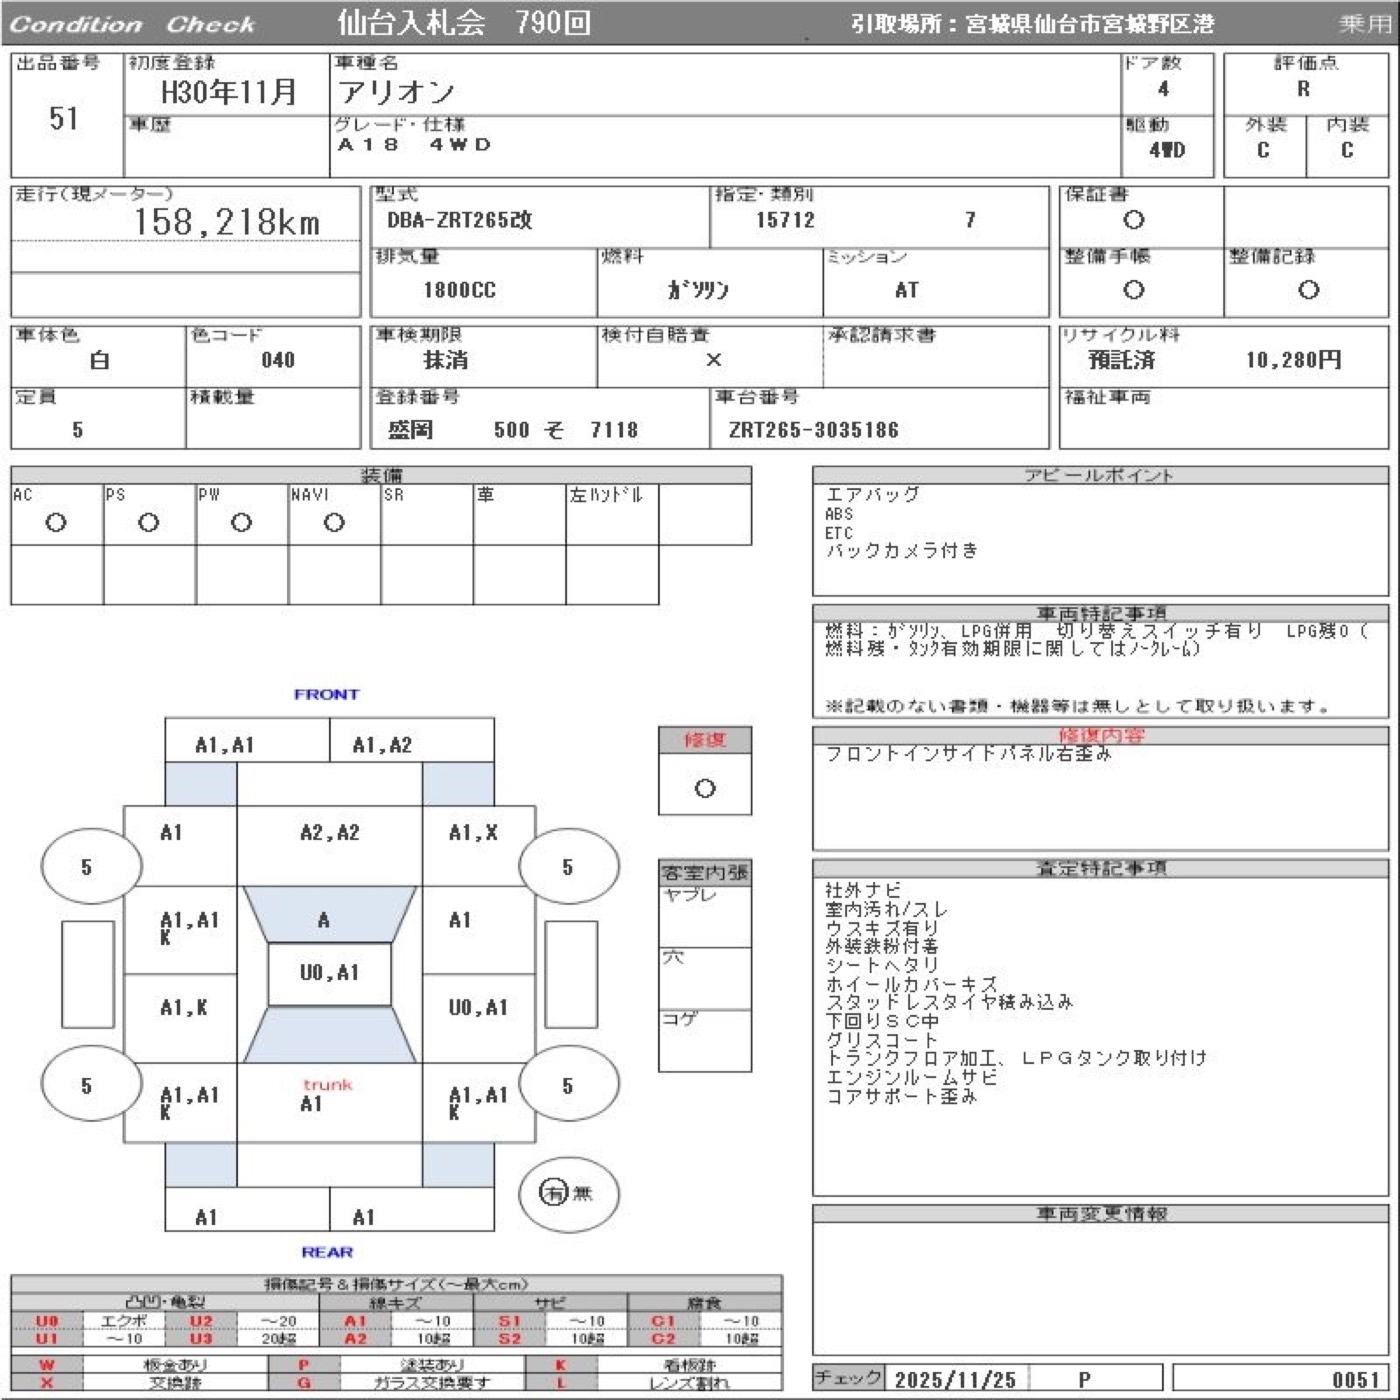 Condition Check 仙台入札会 790回 引取場所：宮城県仙台市宮城野区港 乗用
出品番号 初度登録 車種名 ドア数 評価点
51 H30年11月 アリオン 4 R
車歴 グレード・仕様 駆動 外装 内装
Ａ１８ ４ＷＤ 4WD C C
走行(現メーター) 型式 指定・類別 保証書
158,218km DBA-ZRT265改 15712 7 ○
排気量 燃料 ミッション 整備手帳 整備記録
1800CC ｶﾞｿﾘﾝ AT ○ ○
車体色 色コード 車検期限 検付自賠責 承認請求書 リサイクル料
白 040 抹消 × 預託済 10,280円
定員 積載量 登録番号 車台番号 福祉車両
5 盛岡 500 そ 7118 ZRT265-3035186
装備
AC PS PW NAVI SR 革 左ﾊﾝﾄﾞﾙ
○ ○ ○ ○
アピールポイント
エアバッグ
ABS
ETC
バックカメラ付き
車両特記事項
燃料：ｶﾞｿﾘﾝ、LPG併用 切り替えスイッチ有り LPG残0（
燃料残・ﾀﾝｸ有効期限に関してはﾉｰｸﾚｰﾑ）
※記載のない書類・機器等は無しとして取り扱います。
修復内容
フロントインサイドパネル右歪み
査定特記事項
社外ナビ
室内汚れ/スレ
ウスキズ有り
外装鉄粉付着
シートヘタリ
ホイールカバーキズ
スタッドレスタイヤ積み込み
下回りＳＣ中
グリスコート
トランクフロア加工、ＬＰＧタンク取り付け
エンジンルームサビ
コアサポート歪み
車両変更情報
FRONT
A1,A1 A1,A2
A1 A2,A2 A1,X
5 5
A1,A1 A A1
K
U0,A1
A1,K U0,A1
5 5
A1,A1 trunk A1,A1
K A1 K
有 無
A1 A1
REAR
修復
○
客室内張
ヤブレ
穴
コゲ
損傷記号＆損傷サイズ(～最大cm)
凸凹・亀裂 線キズ サビ 腐食
U0 エクボ U2 ～20 A1 ～10 S1 ～10 C1 ～10
U1 ～10 U3 20超 A2 10超 S2 10超 C2 10超
W 板金あり P 塗装あり K 看板跡
X 交換跡 G ガラス交換要す L レンズ割れ
チェック 2025/11/25 P 0051